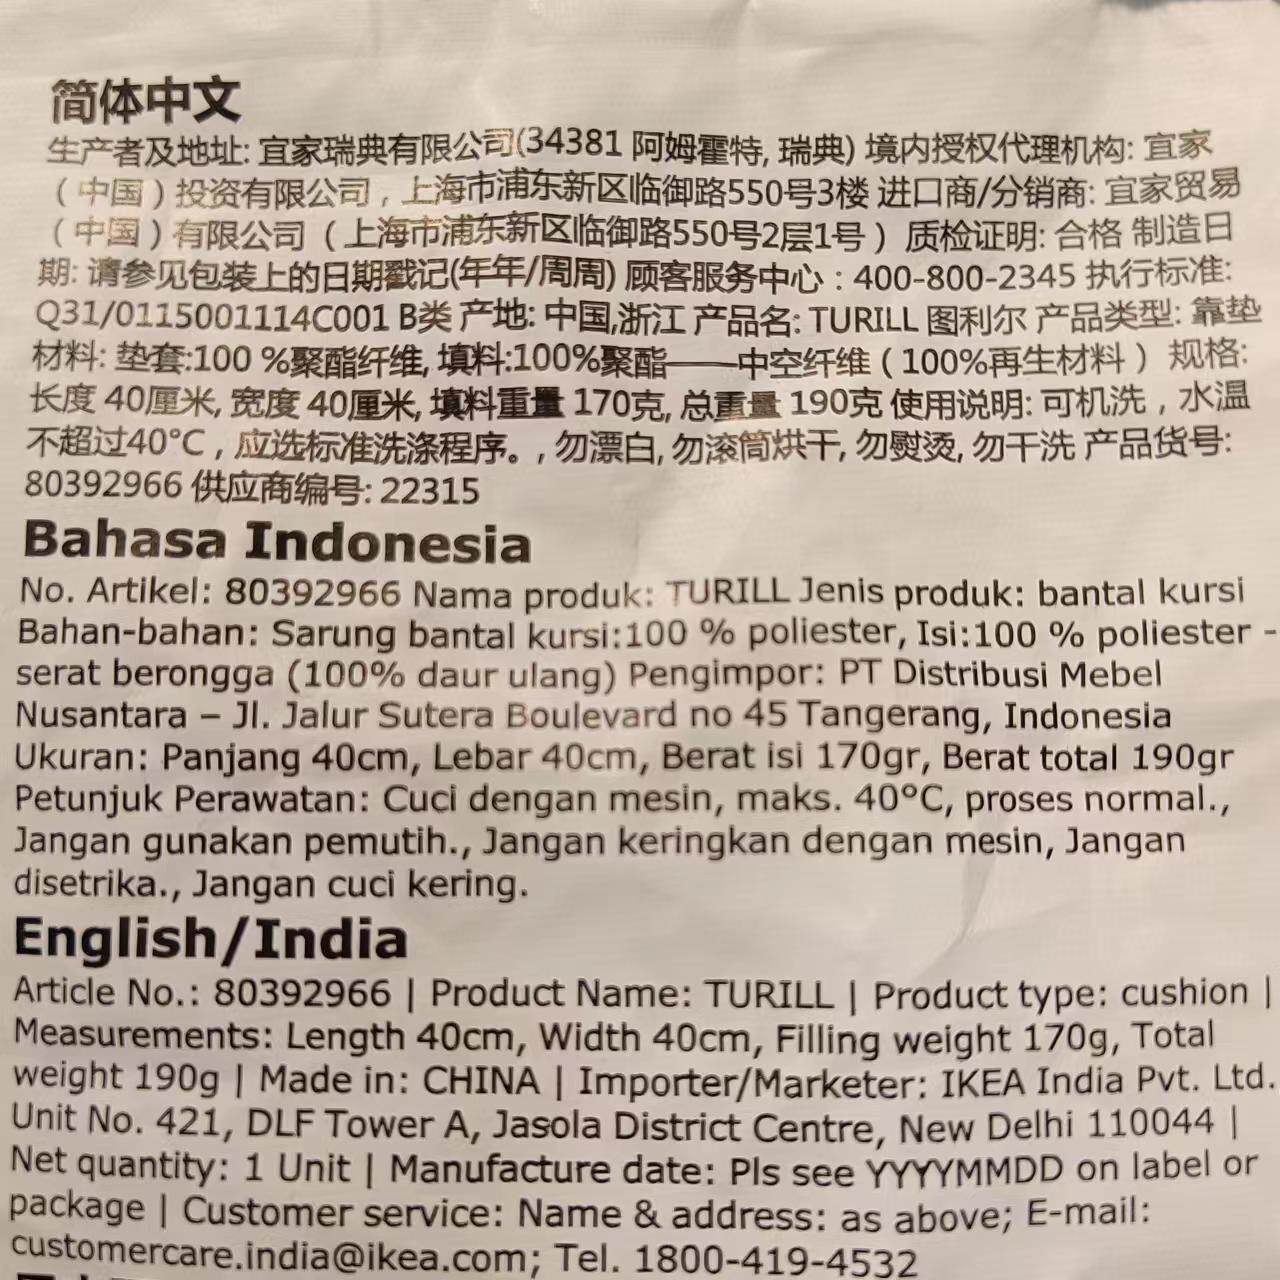 简体中文
生产者及地址: 宜家瑞典有限公司(34381 阿姆霍特, 瑞典) 境内授权代理机构: 宜家
（中国）投资有限公司，上海市浦东新区临御路550号3楼 进口商/分销商: 宜家贸易
（中国）有限公司（上海市浦东新区临御路550号2层1号） 质检证明: 合格 制造日
期: 请参见包装上的日期戳记(年年/周周) 顾客服务中心：400-800-2345 执行标准:
Q31/0115001114C001 B类 产地: 中国,浙江 产品名: TURILL 图利尔 产品类型: 靠垫
材料: 垫套:100 %聚酯纤维, 填料:100%聚酯——中空纤维（100%再生材料） 规格:
长度 40厘米, 宽度 40厘米, 填料重量 170克, 总重量 190克 使用说明: 可机洗，水温
不超过40°C，应选标准洗涤程序。, 勿漂白, 勿滚筒烘干, 勿熨烫, 勿干洗 产品货号:
80392966 供应商编号: 22315
Bahasa Indonesia
No. Artikel: 80392966 Nama produk: TURILL Jenis produk: bantal kursi
Bahan-bahan: Sarung bantal kursi:100 % poliester, Isi:100 % poliester -
serat berongga (100% daur ulang) Pengimpor: PT Distribusi Mebel
Nusantara – Jl. Jalur Sutera Boulevard no 45 Tangerang, Indonesia
Ukuran: Panjang 40cm, Lebar 40cm, Berat isi 170gr, Berat total 190gr
Petunjuk Perawatan: Cuci dengan mesin, maks. 40°C, proses normal.,
Jangan gunakan pemutih., Jangan keringkan dengan mesin, Jangan
disetrika., Jangan cuci kering.
English/India
Article No.: 80392966 | Product Name: TURILL | Product type: cushion |
Measurements: Length 40cm, Width 40cm, Filling weight 170g, Total
weight 190g | Made in: CHINA | Importer/Marketer: IKEA India Pvt. Ltd.
Unit No. 421, DLF Tower A, Jasola District Centre, New Delhi 110044 |
Net quantity: 1 Unit | Manufacture date: Pls see YYYYMMDD on label or
package | Customer service: Name & address: as above; E-mail:
customercare.india@ikea.com; Tel. 1800-419-4532